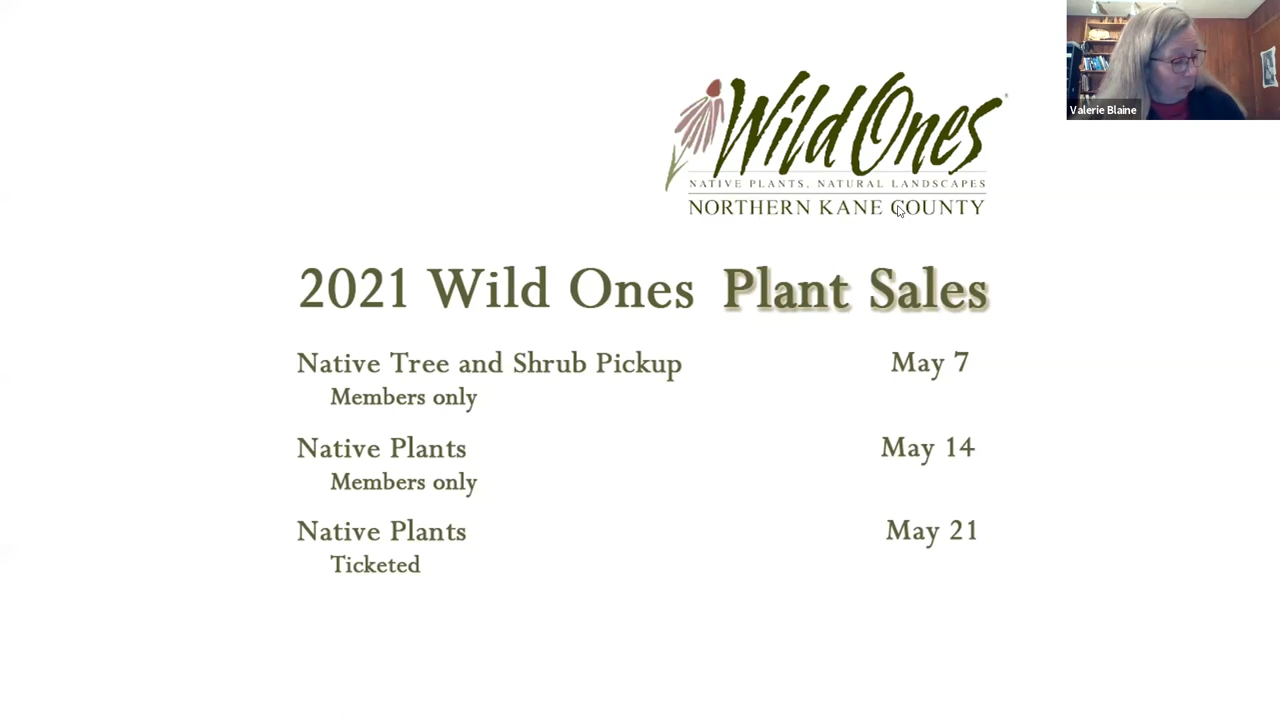 Valerie Blaine
Wild Ones®
NATIVE PLANTS, NATURAL LANDSCAPES
NORTHERN KANE COUNTY
2021 Wild Ones Plant Sales
Native Tree and Shrub Pickup May 7
Members only
Native Plants May 14
Members only
Native Plants May 21
Ticketed